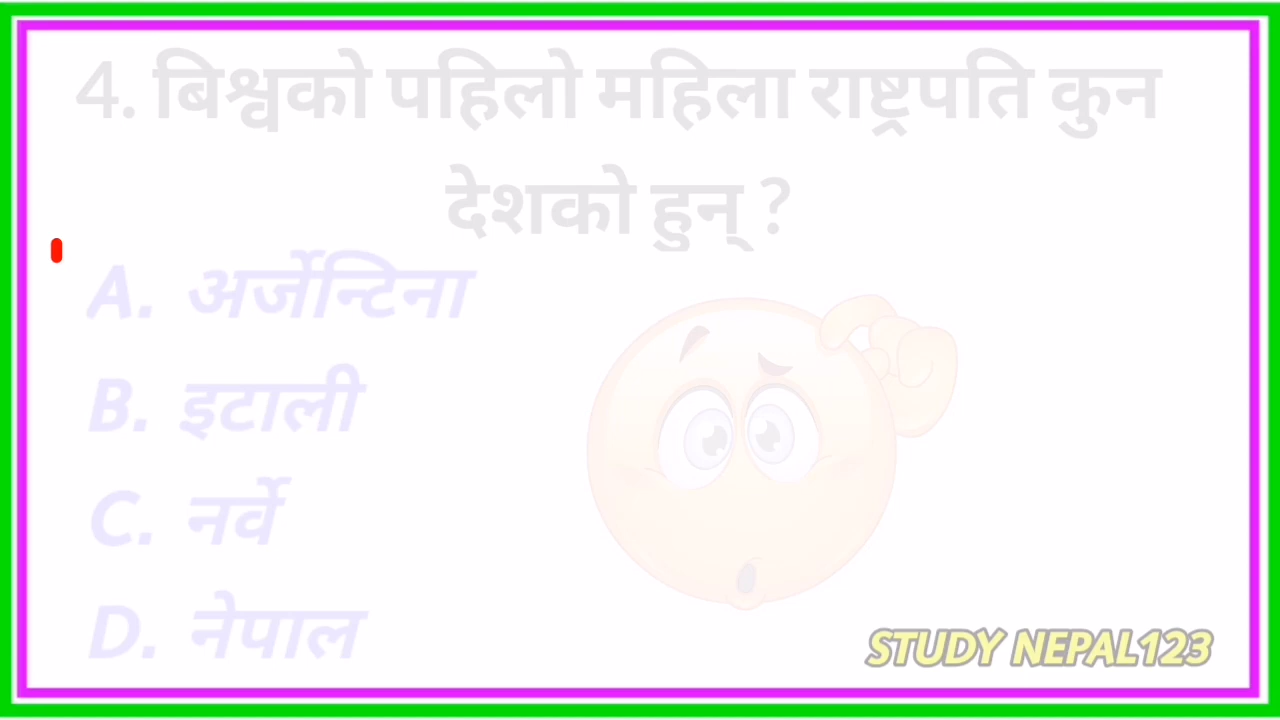 4. बिश्वको पहिलो महिला राष्ट्रपति कुन
देशको हुन् ?
A. अर्जेन्टिना
B. इटाली
C. नर्वे
D. नेपाल
STUDY NEPAL123